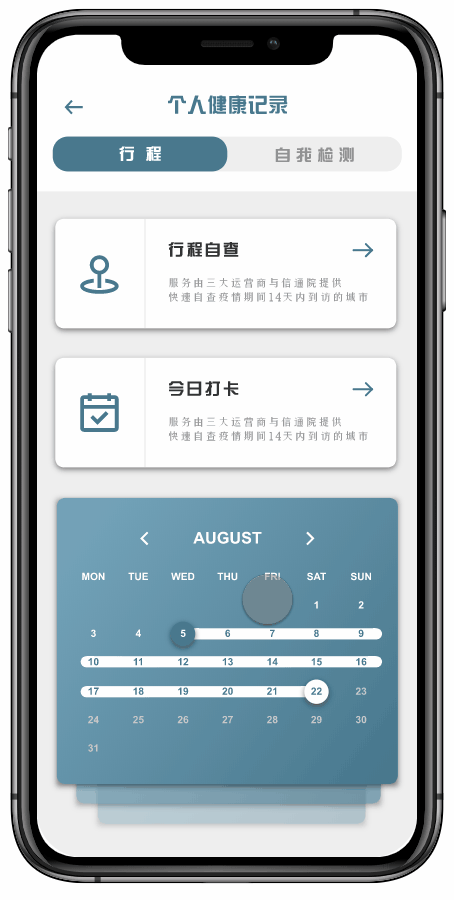 个人健康记录
行程
自我检测
行程自查
服务由三大运营商与信通院提供
快速自查疫情期间14天内到访的城市
今日打卡
服务由三大运营商与信通院提供
快速自查疫情期间14天内到访的城市
AUGUST
MON TUE WED THU FRI SAT SUN
1 2
3 4 5 6 7 8 9
10 11 12 13 14 15 16
17 18 19 20 21 22 23
24 25 26 27 28 29 30
31